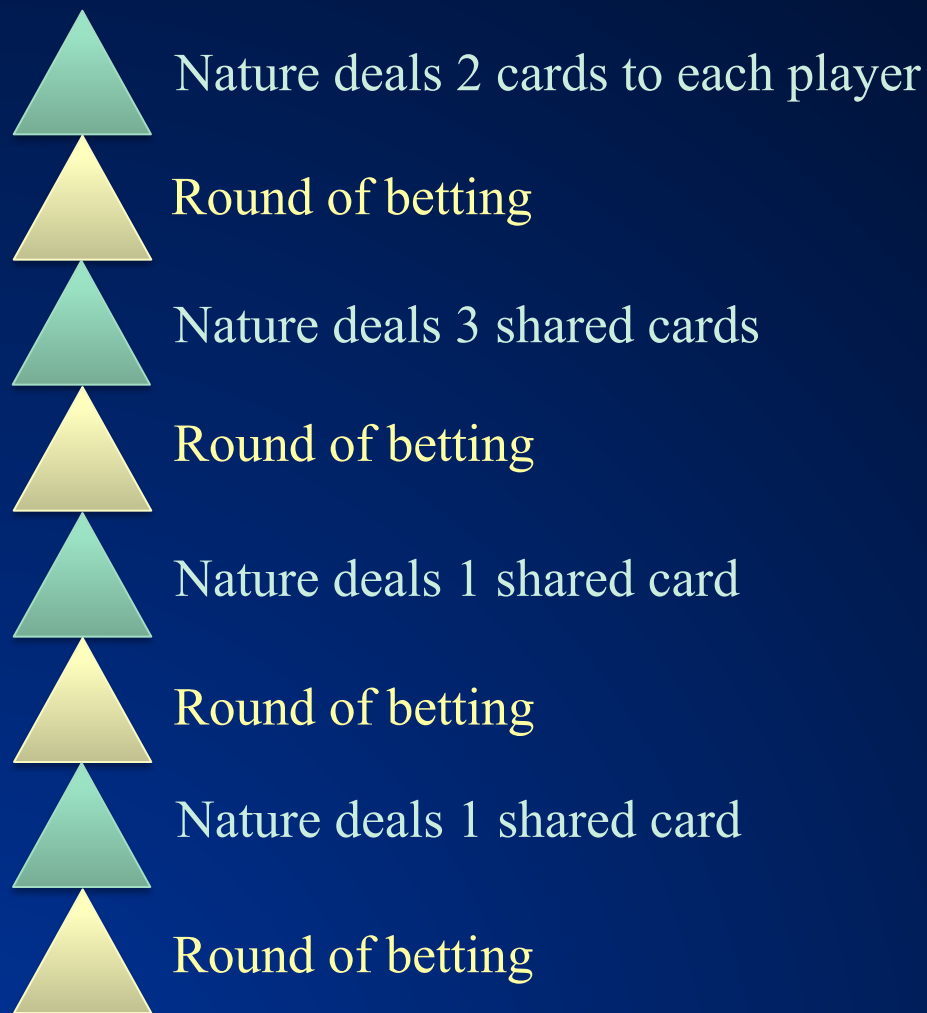 Nature deals 2 cards to each player
Round of betting
Nature deals 3 shared cards
Round of betting
Nature deals 1 shared card
Round of betting
Nature deals 1 shared card
Round of betting